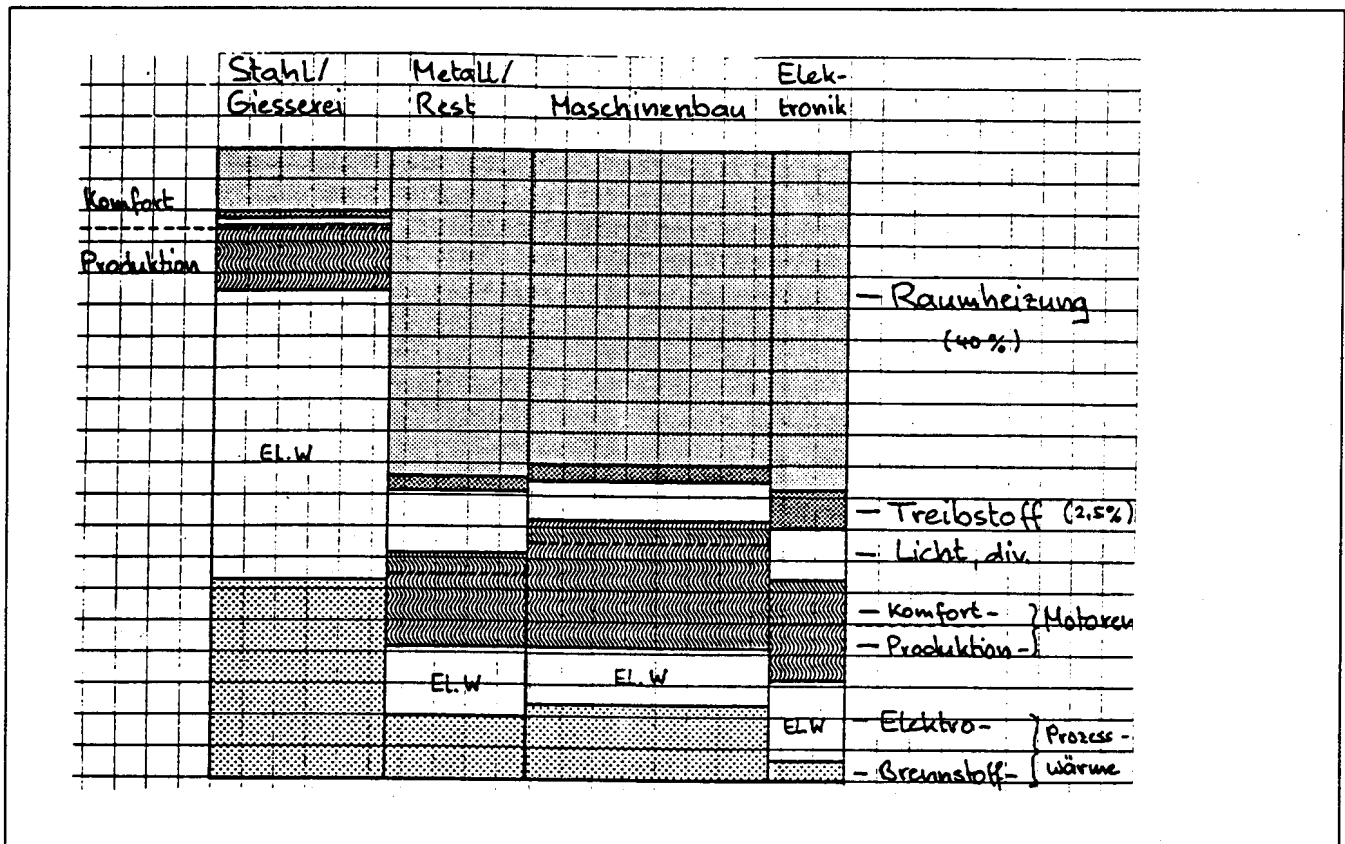 Stahl/ Metall/ Elek-
Giesserei Rest Maschinenbau tronik
Komfort
Produktion
— Raumheizung
(40%)
EL.W
— Treibstoff (2,5%)
— Licht, div.
— Komfort- } Motoren
— Produktion-
EL.W EL.W
ELW — Elektro- } Prozess-
— Brennstoff- wärme